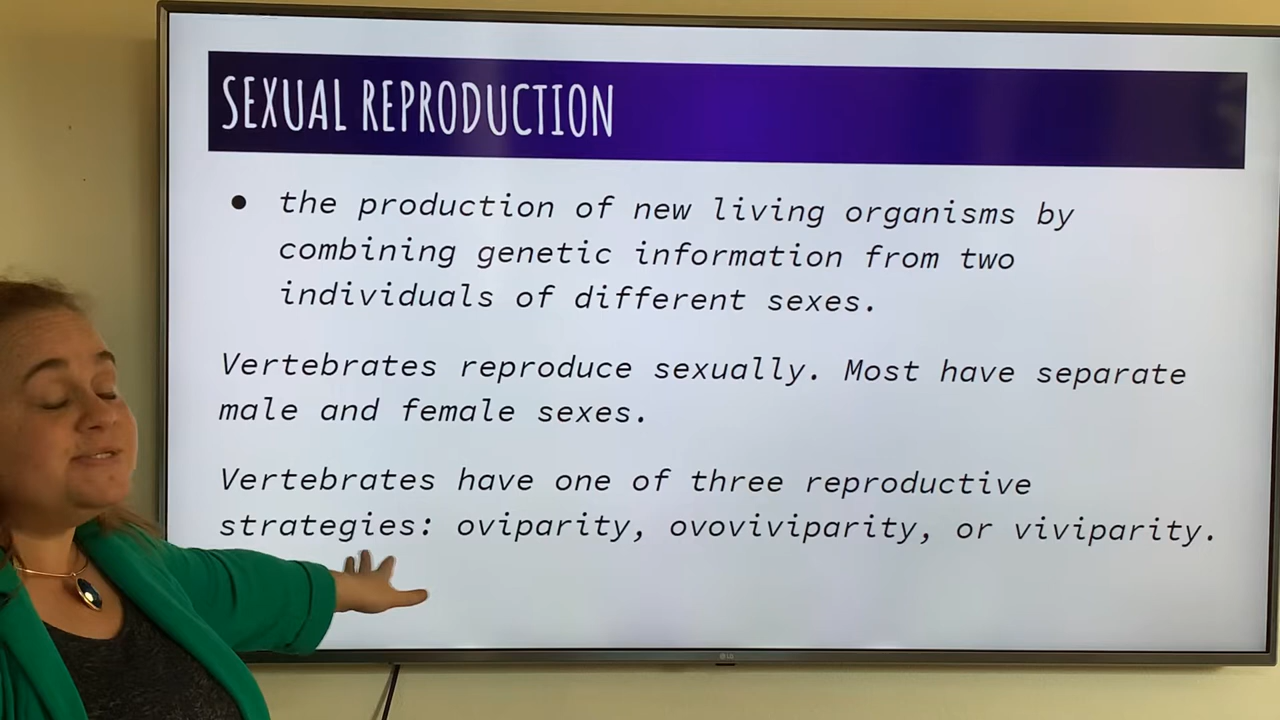 SEXUAL REPRODUCTION
● the production of new living organisms by
combining genetic information from two
individuals of different sexes.
Vertebrates reproduce sexually. Most have separate
male and female sexes.
Vertebrates have one of three reproductive
strategies: oviparity, ovoviviparity, or viviparity.
LG